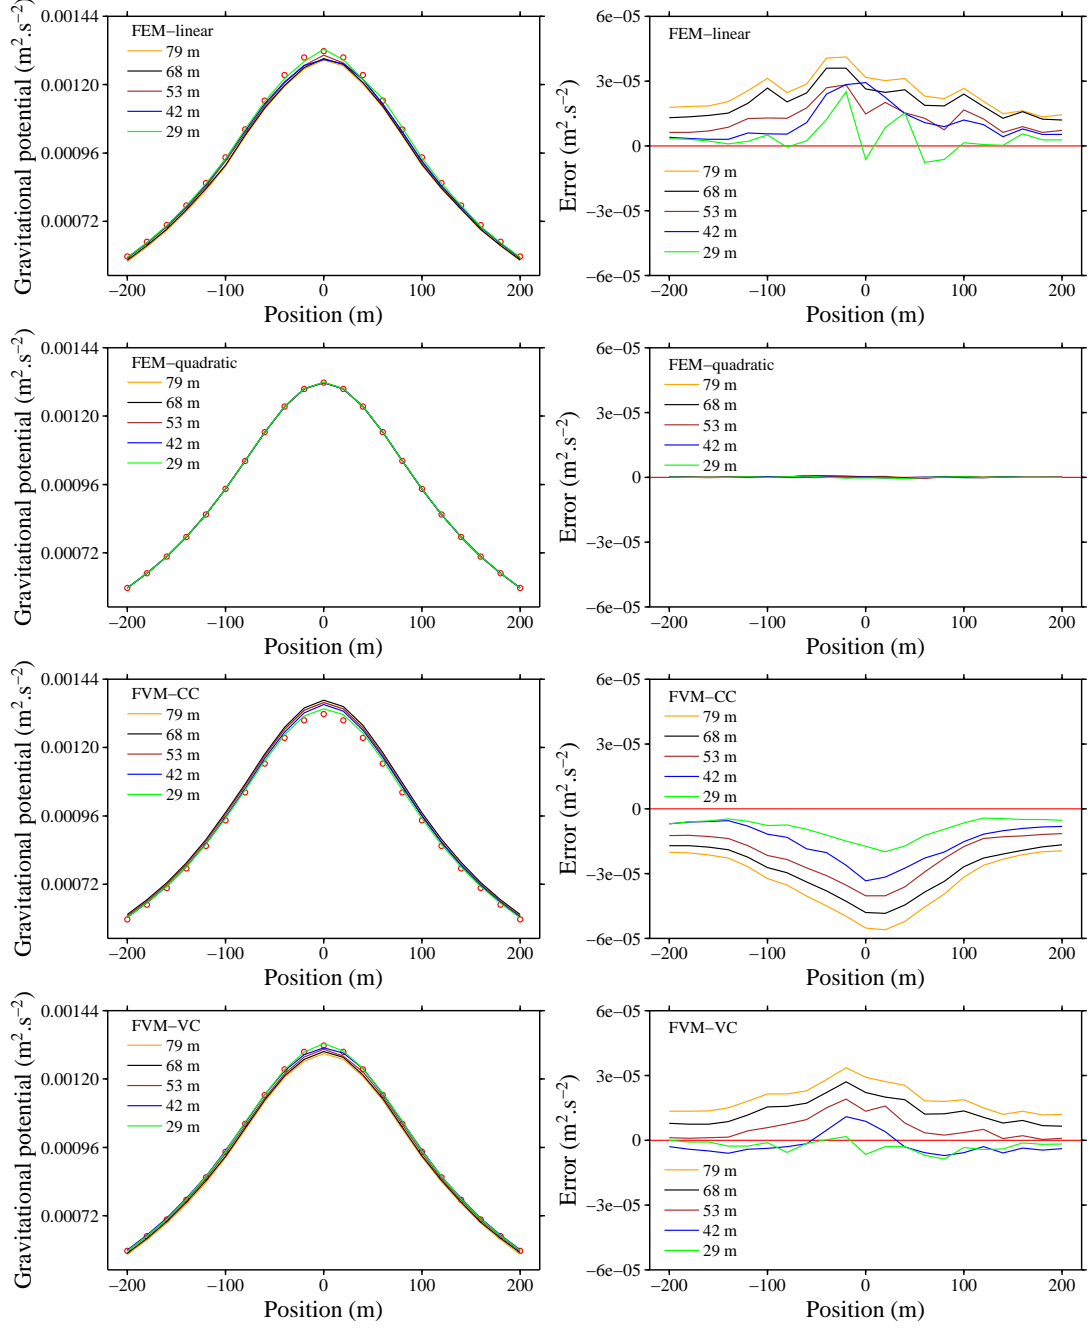 Gravitational potential (m².s⁻²)
0.00144
0.00120
0.00096
0.00072
FEM−linear
79 m
68 m
53 m
42 m
29 m
−200
−100
0
100
200
Position (m)
Error (m².s⁻²)
6e−05
3e−05
0
−3e−05
−6e−05
FEM−linear
79 m
68 m
53 m
42 m
29 m
−200
−100
0
100
200
Position (m)
Gravitational potential (m².s⁻²)
0.00144
0.00120
0.00096
0.00072
FEM−quadratic
79 m
68 m
53 m
42 m
29 m
−200
−100
0
100
200
Position (m)
Error (m².s⁻²)
6e−05
3e−05
0
−3e−05
−6e−05
FEM−quadratic
79 m
68 m
53 m
42 m
29 m
−200
−100
0
100
200
Position (m)
Gravitational potential (m².s⁻²)
0.00144
0.00120
0.00096
0.00072
FVM−CC
79 m
68 m
53 m
42 m
29 m
−200
−100
0
100
200
Position (m)
Error (m².s⁻²)
6e−05
3e−05
0
−3e−05
−6e−05
FVM−CC
79 m
68 m
53 m
42 m
29 m
−200
−100
0
100
200
Position (m)
Gravitational potential (m².s⁻²)
0.00144
0.00120
0.00096
0.00072
FVM−VC
79 m
68 m
53 m
42 m
29 m
−200
−100
0
100
200
Position (m)
Error (m².s⁻²)
6e−05
3e−05
0
−3e−05
−6e−05
FVM−VC
79 m
68 m
53 m
42 m
29 m
−200
−100
0
100
200
Position (m)